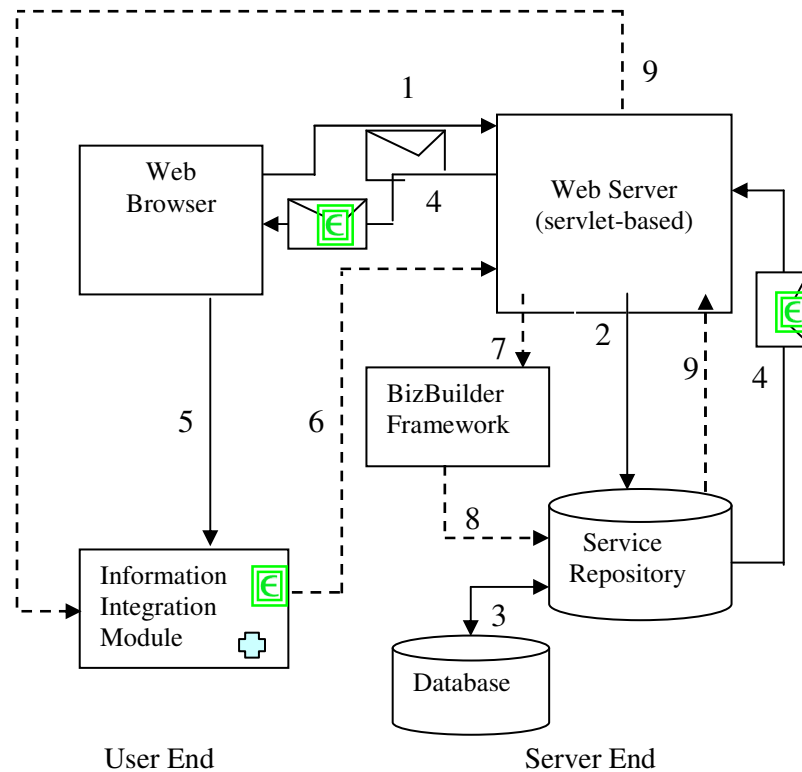 9
1
Web
Browser
4
Web Server
(servlet-based)
€
€
2
7
9
4
BizBuilder
Framework
5
6
8
Service
Repository
Information
Integration
Module
€
3
Database
User End
Server End